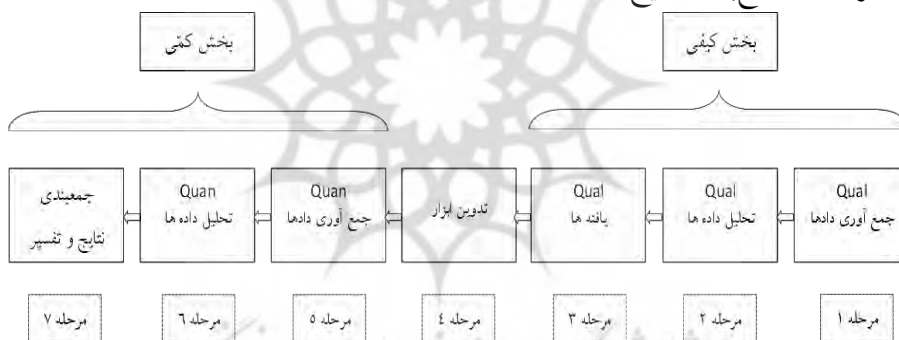 بخش کیفی
بخش کمّی
Qual
جمع آوری دادها
Qual
تحلیل داده ها
Qual
یافته ها
تدوین ابزار
Quan
جمع آوری دادها
Quan
تحلیل داده ها
جمعبندی
نتایج و تفسیر
مرحله ۱
مرحله ۲
مرحله ۳
مرحله ٤
مرحله ٥
مرحله ٦
مرحله ۷